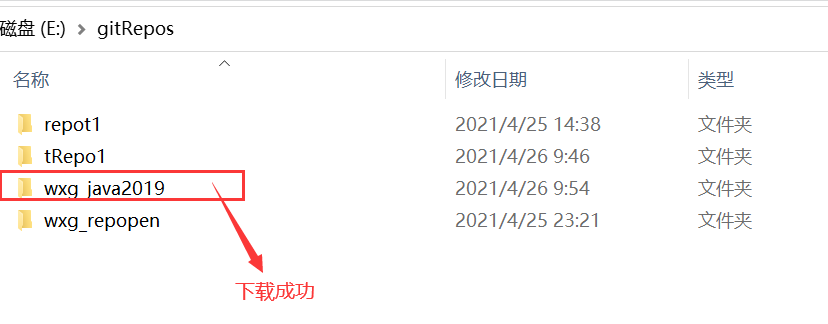 磁盘 (E:) > gitRepos
名称 修改日期 类型
repot1 2021/4/25 14:38 文件夹
tRepo1 2021/4/26 9:46 文件夹
wxg_java2019 2021/4/26 9:54 文件夹
wxg_repopen 2021/4/25 23:21 文件夹
下载成功